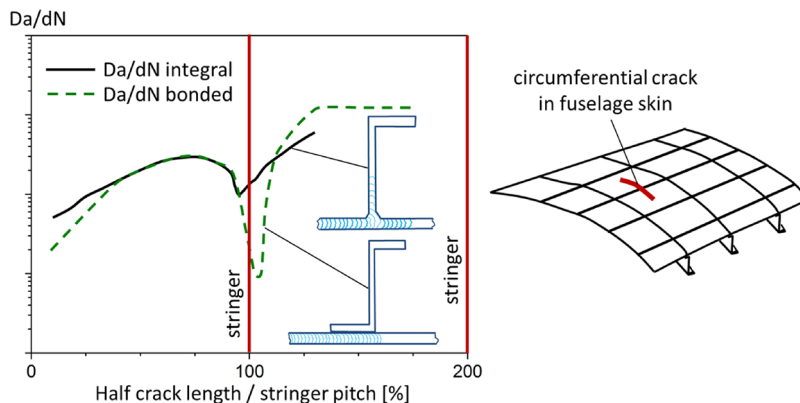 Da/dN
Da/dN integral
Da/dN bonded
stringer
stringer
0
100
200
Half crack length / stringer pitch [%]
circumferential crack
in fuselage skin